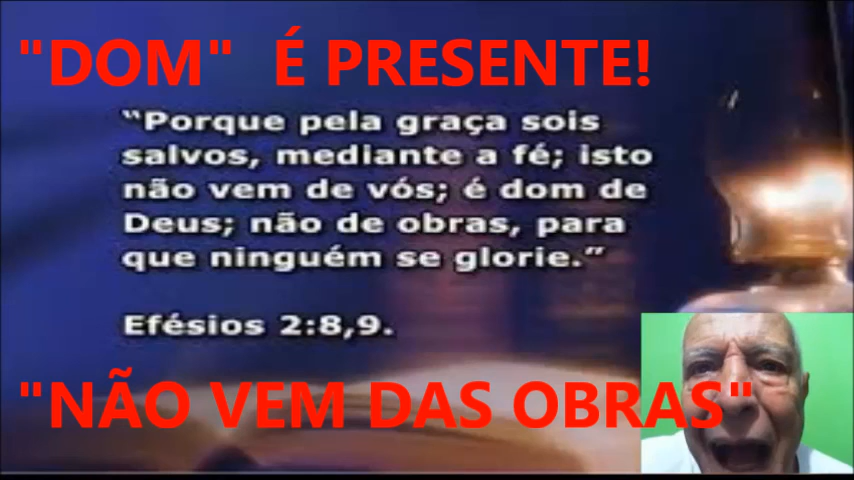 "DOM" É PRESENTE!
“Porque pela graça sois
salvos, mediante a fé; isto
não vem de vós; é dom de
Deus; não de obras, para
que ninguém se glorie.”
Efésios 2:8,9.
"NÃO VEM DAS OBRAS"